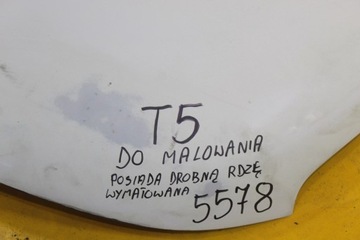 T5
DO MALOWANIA
POSIADA DROBNĄ RDZĘ
WYMATOWANA 5578